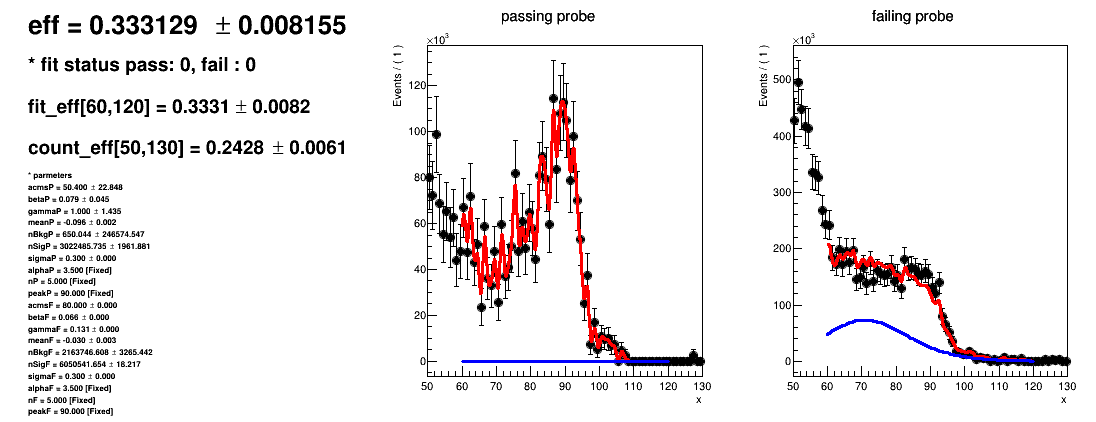 eff = 0.333129 ± 0.008155
* fit status pass: 0, fail : 0
fit_eff[60,120] = 0.3331 ± 0.0082
count_eff[50,130] = 0.2428 ± 0.0061
* parmeters
acmsP = 50.400 ± 22.848
betaP = 0.079 ± 0.045
gammaP = 1.000 ± 1.435
meanP = -0.096 ± 0.002
nBkgP = 650.044 ± 246574.547
nSigP = 3022485.735 ± 1961.881
sigmaP = 0.300 ± 0.000
alphaP = 3.500 [Fixed]
nP = 5.000 [Fixed]
peakP = 90.000 [Fixed]
acmsF = 80.000 ± 0.000
betaF = 0.066 ± 0.000
gammaF = 0.131 ± 0.000
meanF = -0.030 ± 0.003
nBkgF = 2163746.608 ± 3265.442
nSigF = 6050541.654 ± 18.217
sigmaF = 0.300 ± 0.000
alphaF = 3.500 [Fixed]
nF = 5.000 [Fixed]
peakF = 90.000 [Fixed]
passing probe
×10³
Events / ( 1 )
120
100
80
60
40
20
0
50 60 70 80 90 100 110 120 130
x
failing probe
×10³
Events / ( 1 )
500
400
300
200
100
0
50 60 70 80 90 100 110 120 130
x